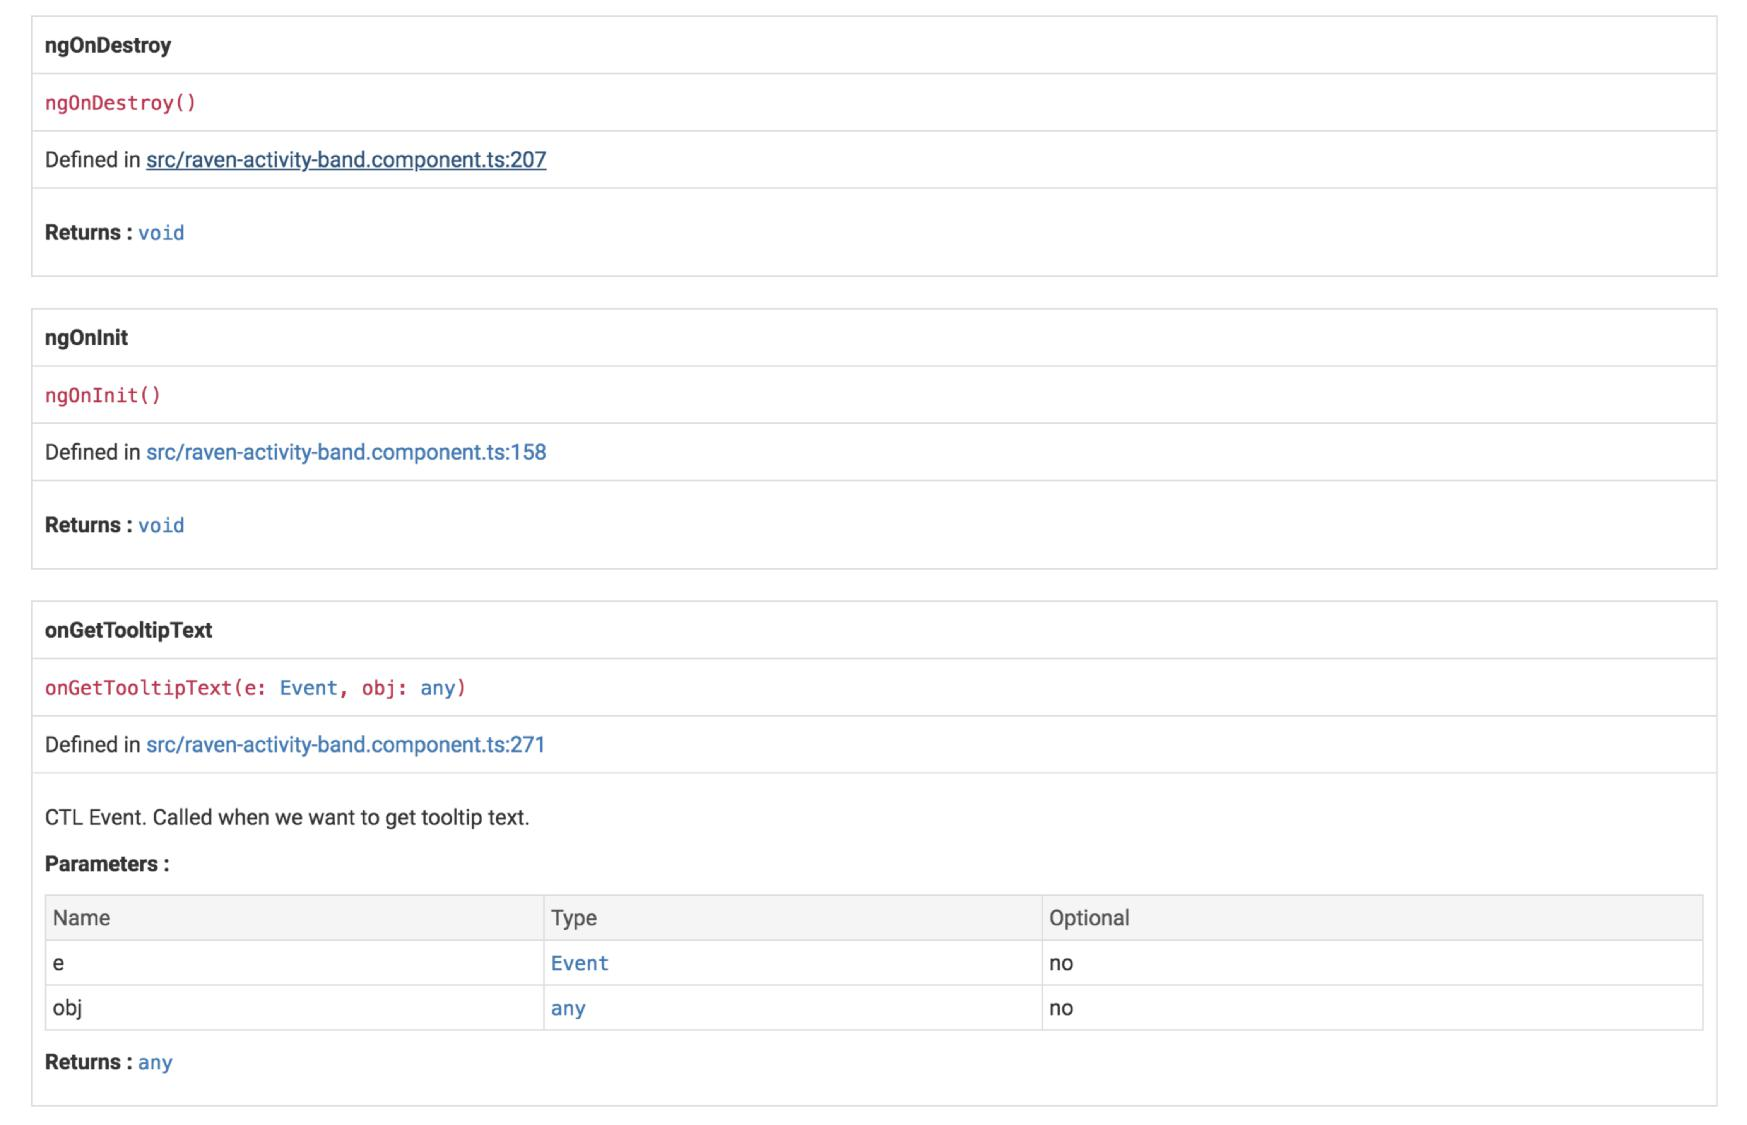 ngOnDestroy
ngOnDestroy()
Defined in src/raven-activity-band.component.ts:207
Returns : void
ngOnInit
ngOnInit()
Defined in src/raven-activity-band.component.ts:158
Returns : void
onGetTooltipText
onGetTooltipText(e: Event, obj: any)
Defined in src/raven-activity-band.component.ts:271
CTL Event. Called when we want to get tooltip text.
Parameters :
Name Type Optional
e Event no
obj any no
Returns : any